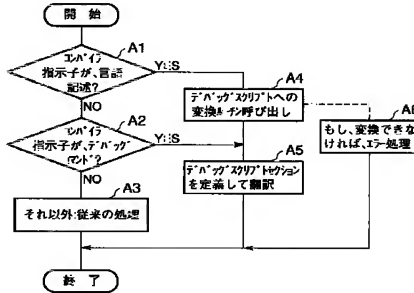 開 始
A1
コンパイラ
指示子が、言語
記述?
YES
NO
A2
コンパイラ
指示子が、デバッグ
コマンド?
YES
NO
A3
それ以外:従来の処理
A4
デバッグスクリプトへの
変換ルーチン呼び出し
A5
デバッグスクリプトセクション
を定義して翻訳
もし、変換できな
ければ、エラー処理
終 了